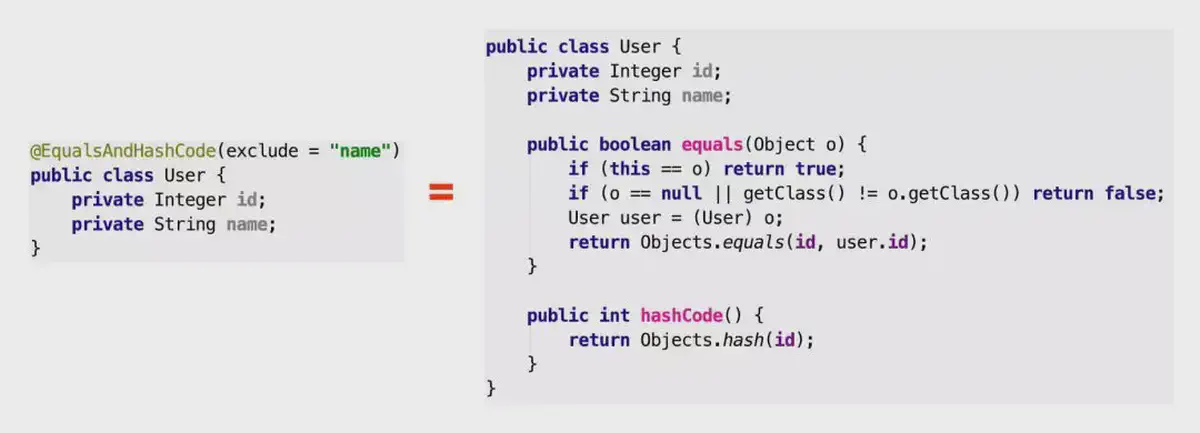 @EqualsAndHashCode(exclude = "name")
public class User {
    private Integer id;
    private String name;
}
=
public class User {
    private Integer id;
    private String name;

    public boolean equals(Object o) {
        if (this == o) return true;
        if (o == null || getClass() != o.getClass()) return false;
        User user = (User) o;
        return Objects.equals(id, user.id);
    }

    public int hashCode() {
        return Objects.hash(id);
    }
}